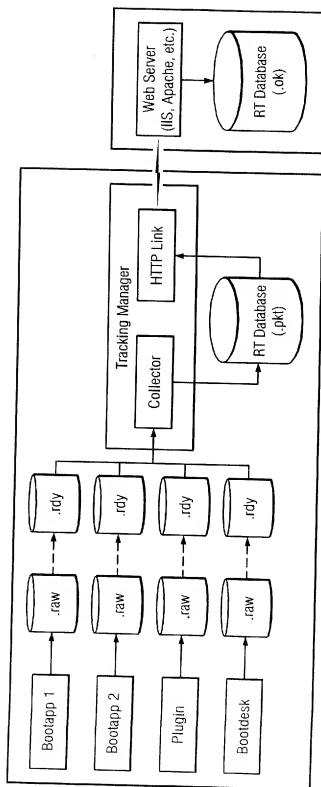 Bootapp 1
.raw
.rdy
Bootapp 2
.raw
.rdy
Plugin
.raw
.rdy
Bootdesk
.raw
.rdy
Tracking Manager
Collector
HTTP Link
RT Database
(.pkt)
Web Server
(IIS, Apache, etc.)
RT Database
(.ok)